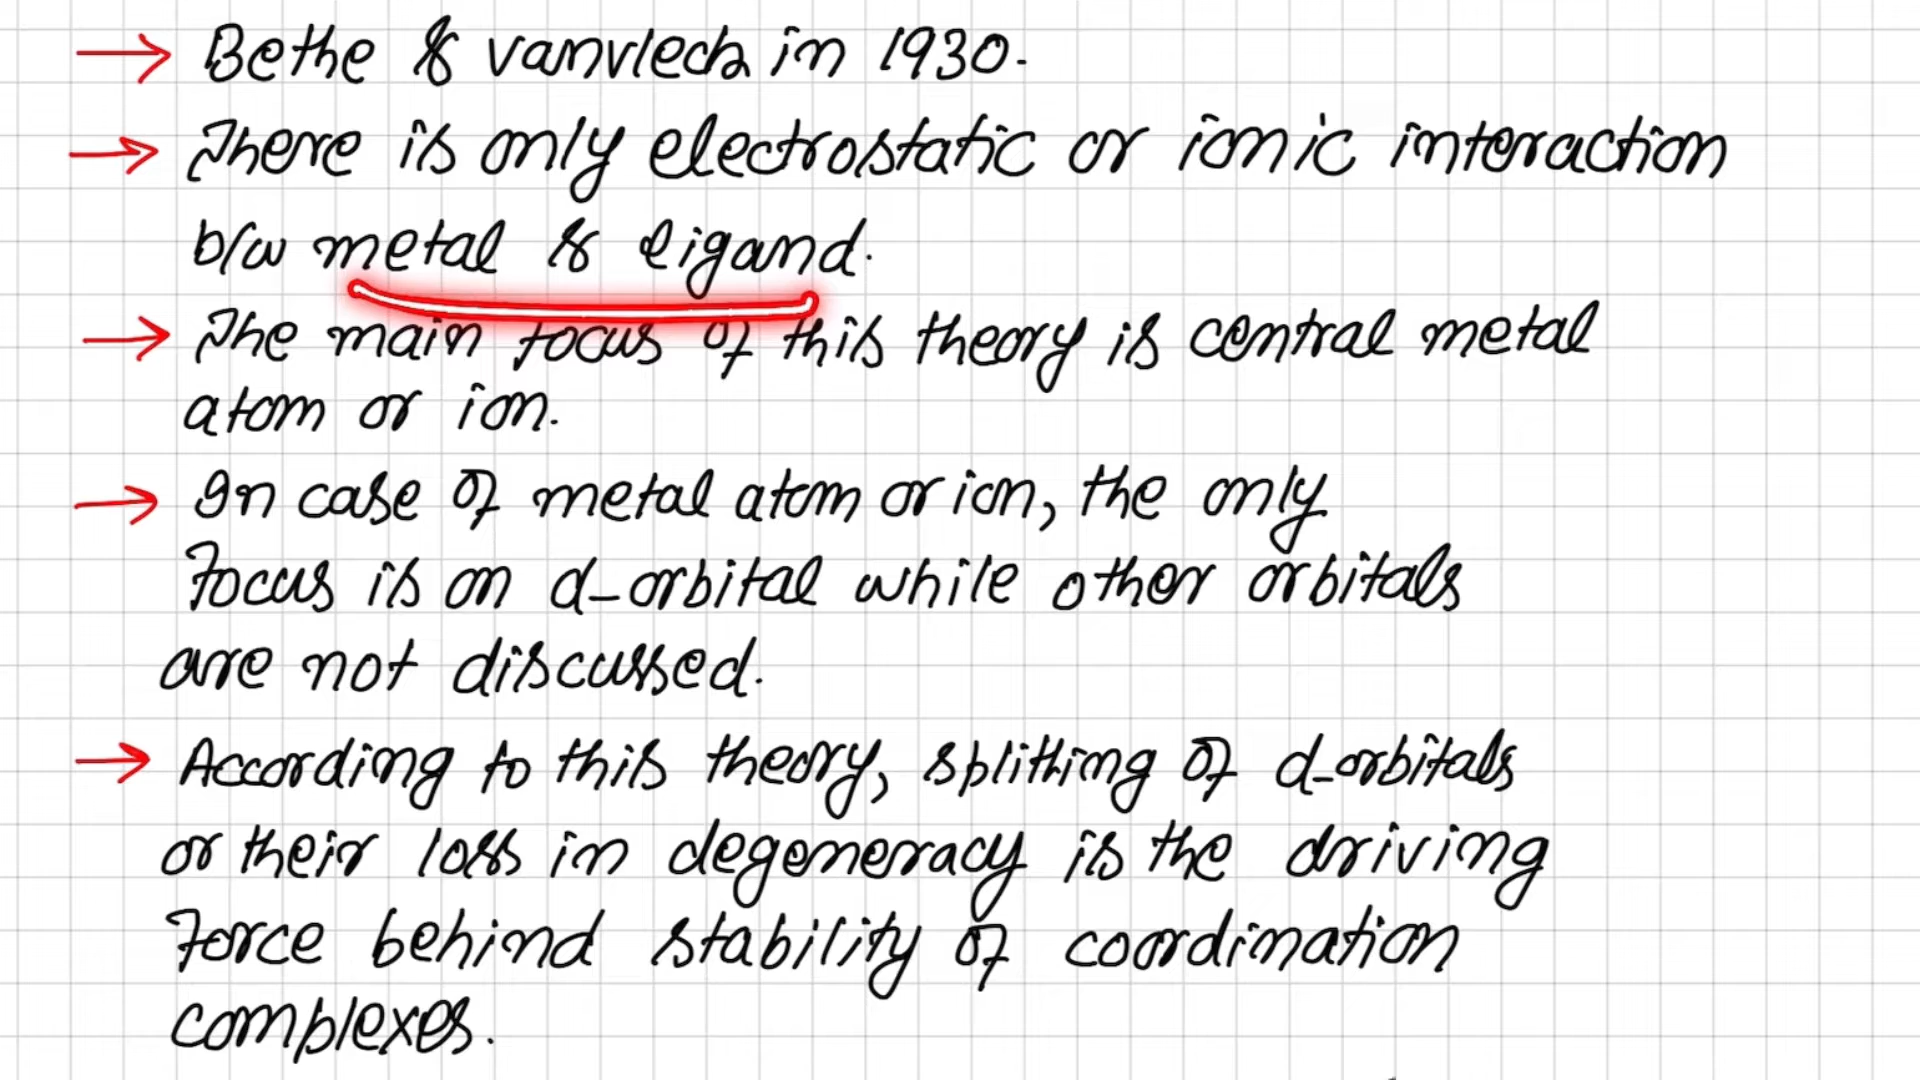 → Bethe & vanvleck in 1930.
→ There is only electrostatic or ionic interaction
b/w metal & ligand.
→ The main focus of this theory is central metal
atom or ion.
→ In case of metal atom or ion, the only
focus is on d-orbital while other orbitals
are not discussed.
→ According to this theory, splitting of d-orbitals
or their loss in degeneracy is the driving
force behind stability of coordination
complexes.